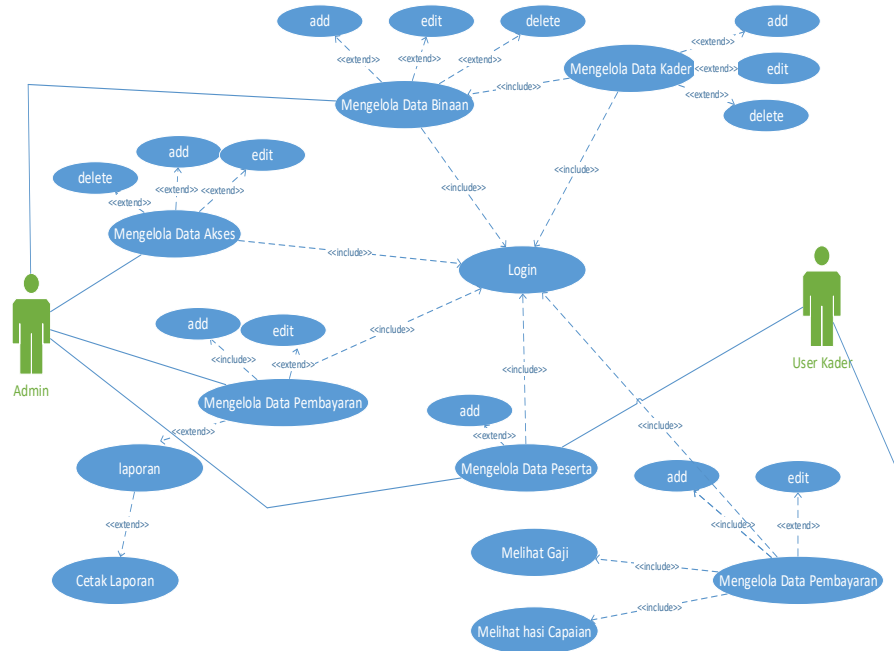 add
edit
delete
add
<<extend>>
<<extend>>
<<extend>>
<<extend>>
Mengelola Data Kader
<<extend>>
edit
<<include>>
<<extend>>
Mengelola Data Binaan
delete
add
edit
delete
<<extend>>
<<extend>>
<<extend>>
<<include>>
<<include>>
Mengelola Data Akses
<<include>>
Login
add
edit
<<include>>
<<include>>
<<extend>>
User Kader
Admin
<<include>>
Mengelola Data Pembayaran
add
<<extend>>
<<extend>>
<<include>>
laporan
Mengelola Data Peserta
add
edit
<<extend>>
<<include>>
<<extend>>
Melihat Gaji
<<include>>
Cetak Laporan
Mengelola Data Pembayaran
<<include>>
Melihat hasi Capaian